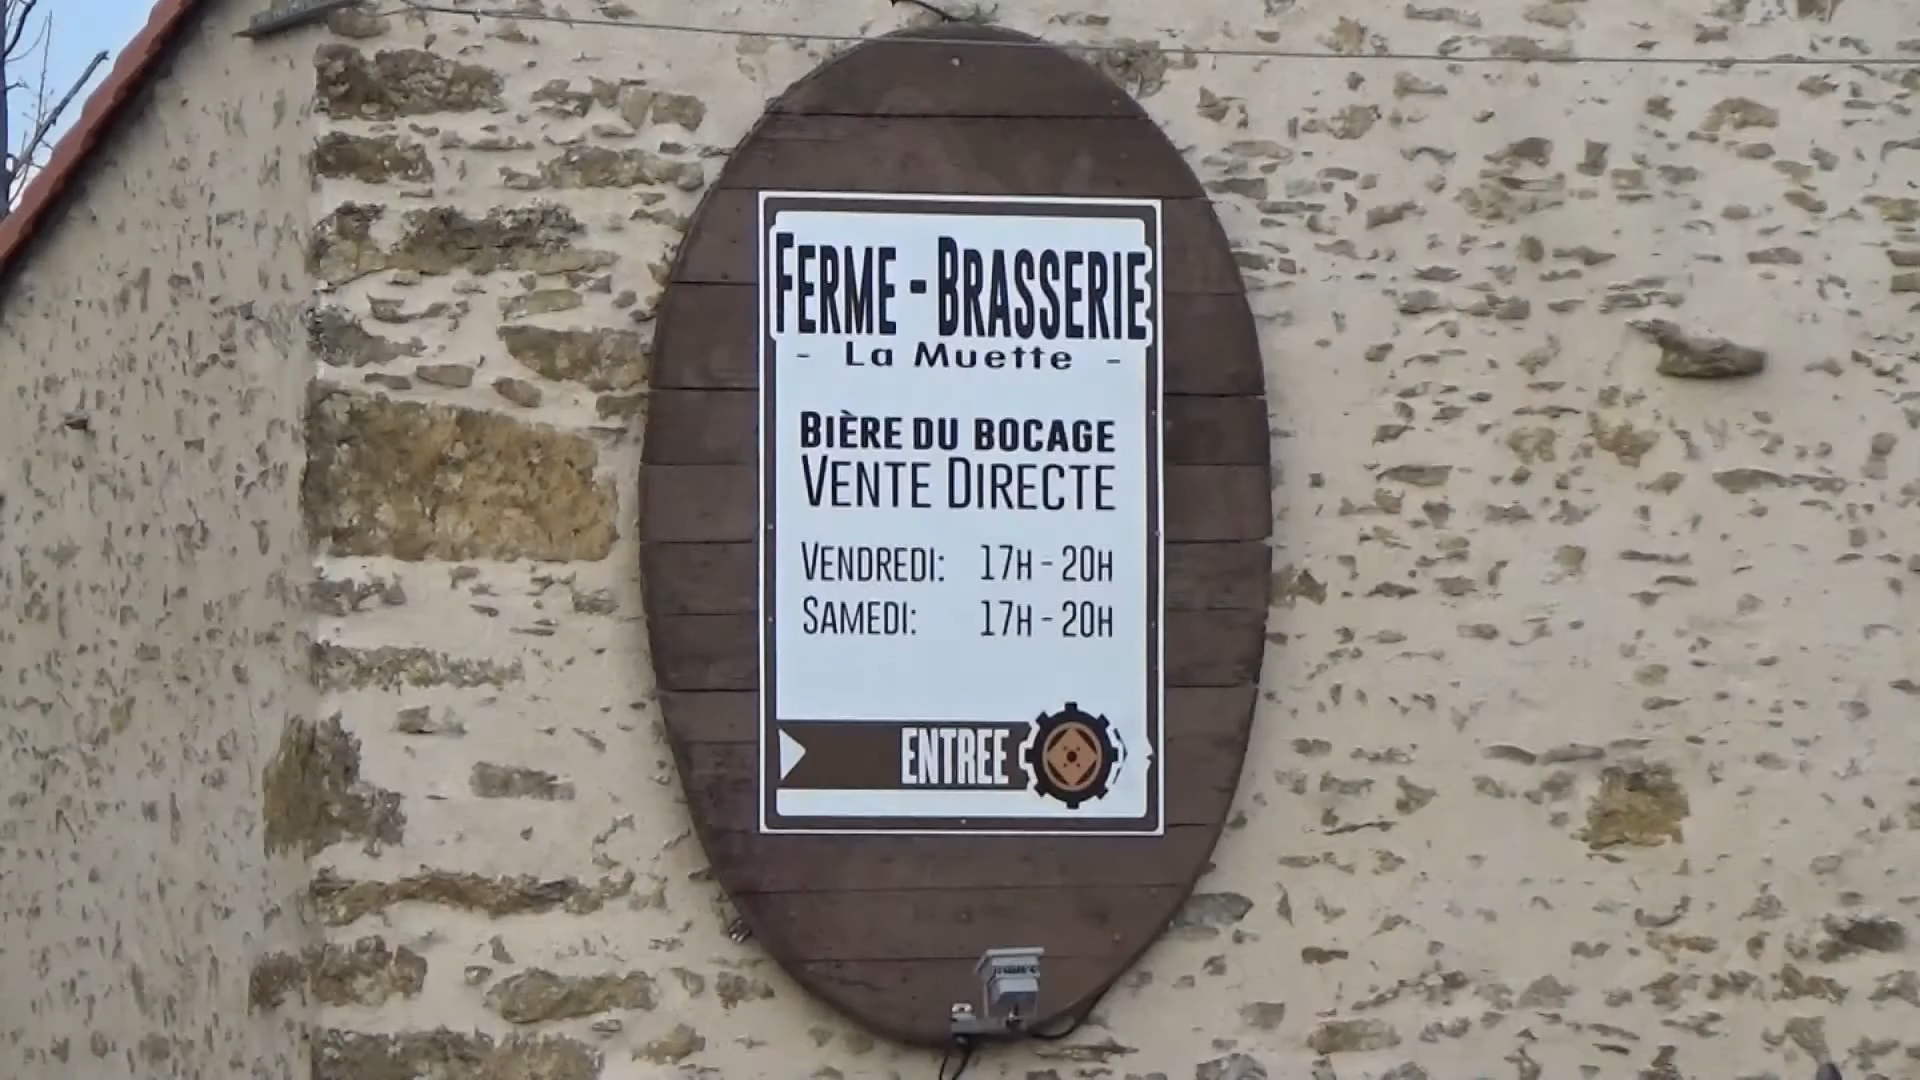 FERME - BRASSERIE
- La Muette -
BIÈRE DU BOCAGE
VENTE DIRECTE
VENDREDI: 17H - 20H
SAMEDI: 17H - 20H
ENTREE